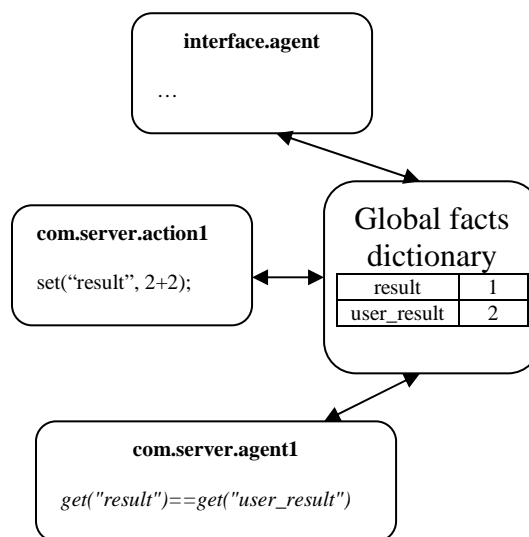 interface.agent
…
com.server.action1
set(“result”, 2+2);
Global facts
dictionary
result 1
user_result 2
com.server.agent1
get("result")==get("user_result")